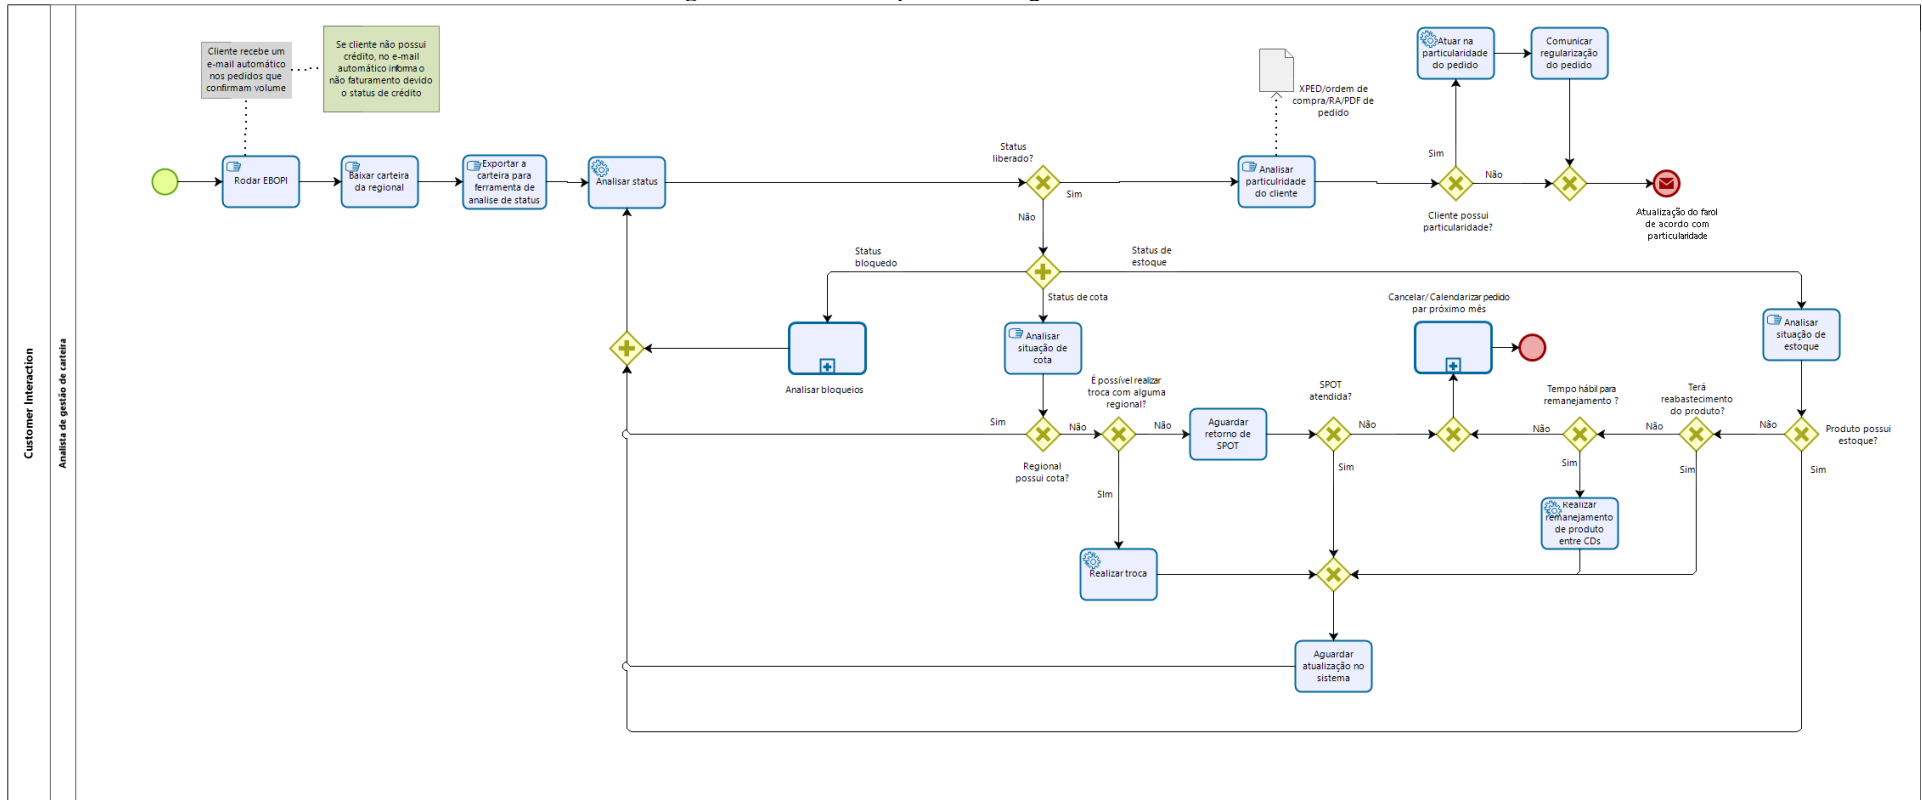 Customer Interaction
Analista de gestão de carteira
Cliente recebe um
e-mail automático
nos pedidos que
confirmam volume
Se cliente não possui
crédito, no e-mail
automático informa o
não faturamento devido
o status de crédito
Rodar EBOPI
Baixar carteira
da regional
Exportar a
carteira para
ferramenta de
analise de status
Analisar status
Status
liberado?
Sim
Não
XPED/ordem de
compra/RA/PDF de
pedido
Analisar
particulridade
do cliente
Atuar na
particularidade
do pedido
Comunicar
regularização
do pedido
Sim
Não
Cliente possui
particularidade?
Atualização do farol
de acordo com
particularidade
Status
bloquedo
Status de
estoque
Status de cota
Analisar bloqueios
Analisar
situação de
cota
Cancelar/ Calendarizar pedido
par próximo mês
Analisar
situação de
estoque
Sim
Regional
possui cota?
Não
É possível realizar
troca com alguma
regional?
Não
SIm
Aguardar
retorno de
SPOT
SPOT
atendida?
Não
Sim
Tempo hábil para
remanejamento ?
Não
Sim
Terá
reabastecimento
do produto?
Não
Sim
Não
Produto possui
estoque?
Sim
Realizar
remanejamento
de produto
entre CDs
Realizar troca
Aguardar
atualização no
sistema